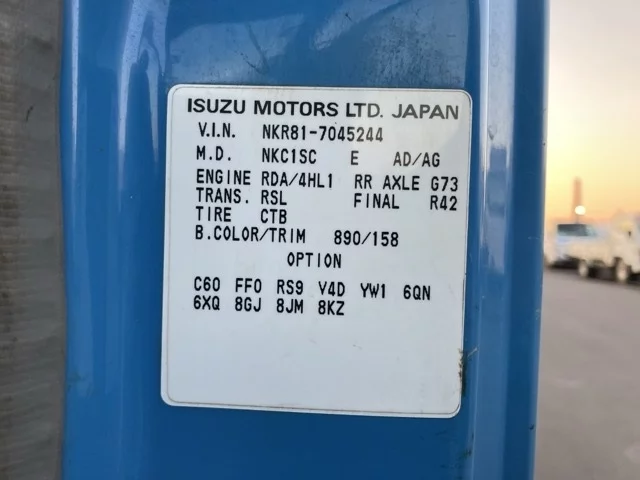 ISUZU MOTORS LTD. JAPAN
V.I.N. NKR81-7045244
M.D. NKC1SC E AD/AG
ENGINE RDA/4HL1 RR AXLE G73
TRANS. RSL FINAL R42
TIRE CTB
B.COLOR/TRIM 890/158
OPTION
C60 FF0 RS9 V4D YW1 6QN
6XQ 8GJ 8JM 8KZ